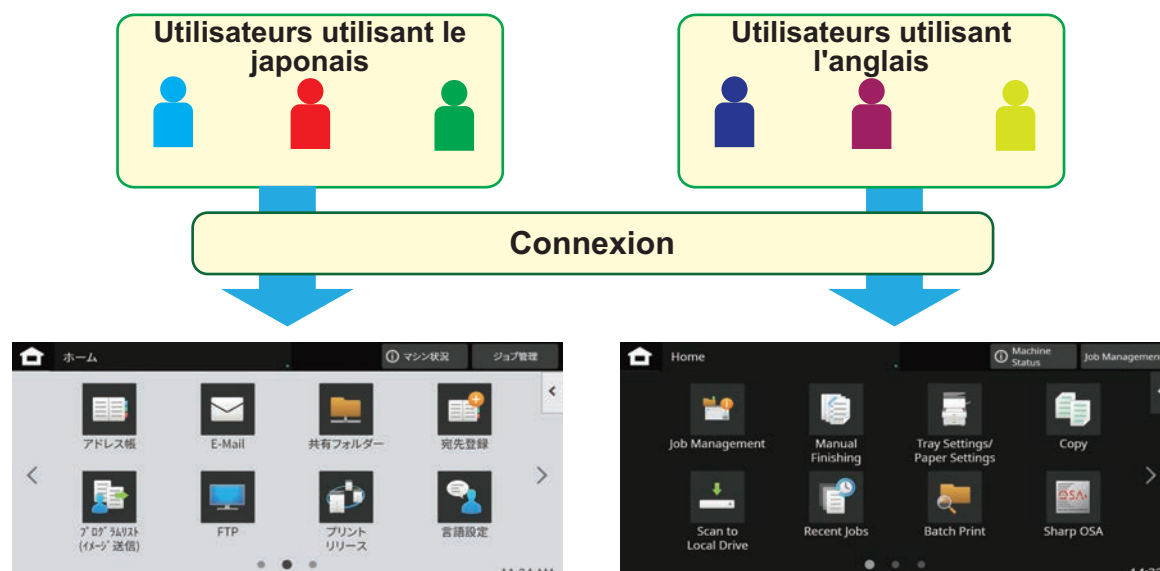 Utilisateurs utilisant le
japonais
Utilisateurs utilisant
l'anglais
Connexion
ホーム
マシン状況
ジョブ管理
アドレス帳
E-Mail
共有フォルダー
宛先登録
プログラムリスト
(イメージ送信)
FTP
プリント
リリース
言語設定
Home
Machine
Status
Job Management
Job Management
Manual
Finishing
Tray Settings/
Paper Settings
Copy
Scan to
Local Drive
Recent Jobs
Batch Print
Sharp OSA